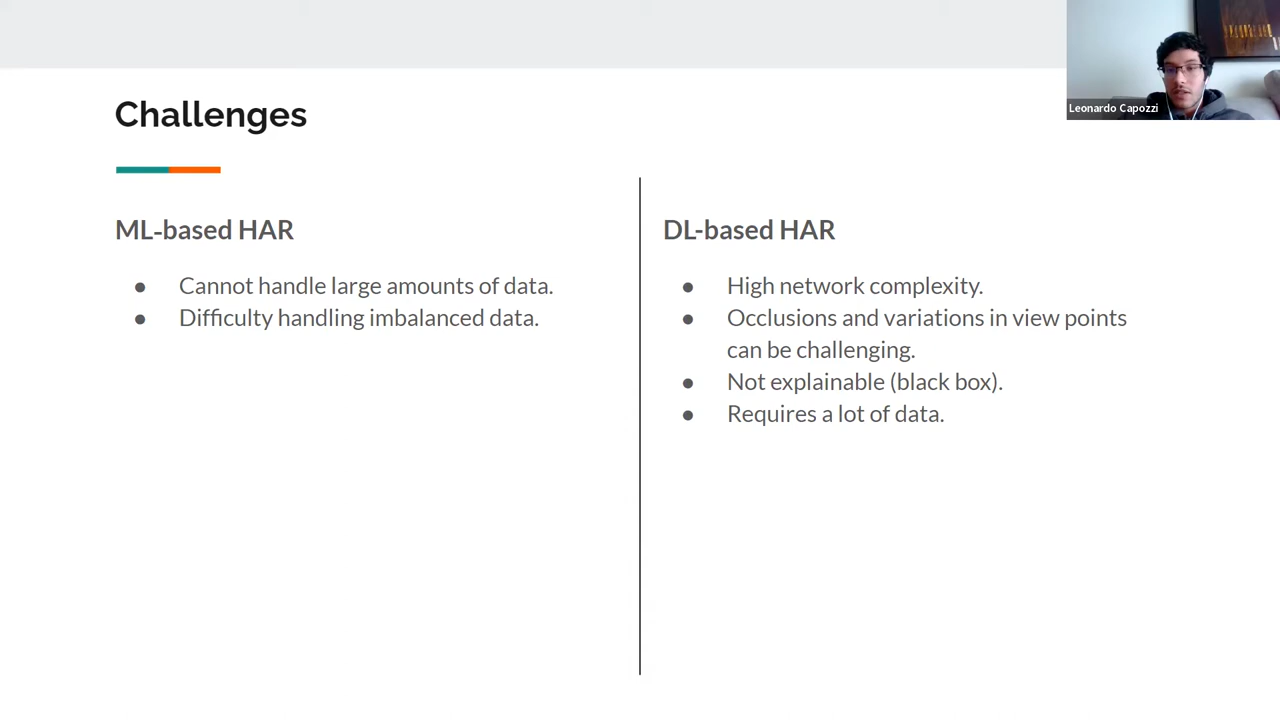 Leonardo Capozzi
Challenges
ML-based HAR
● Cannot handle large amounts of data.
● Difficulty handling imbalanced data.
DL-based HAR
● High network complexity.
● Occlusions and variations in view points
can be challenging.
● Not explainable (black box).
● Requires a lot of data.